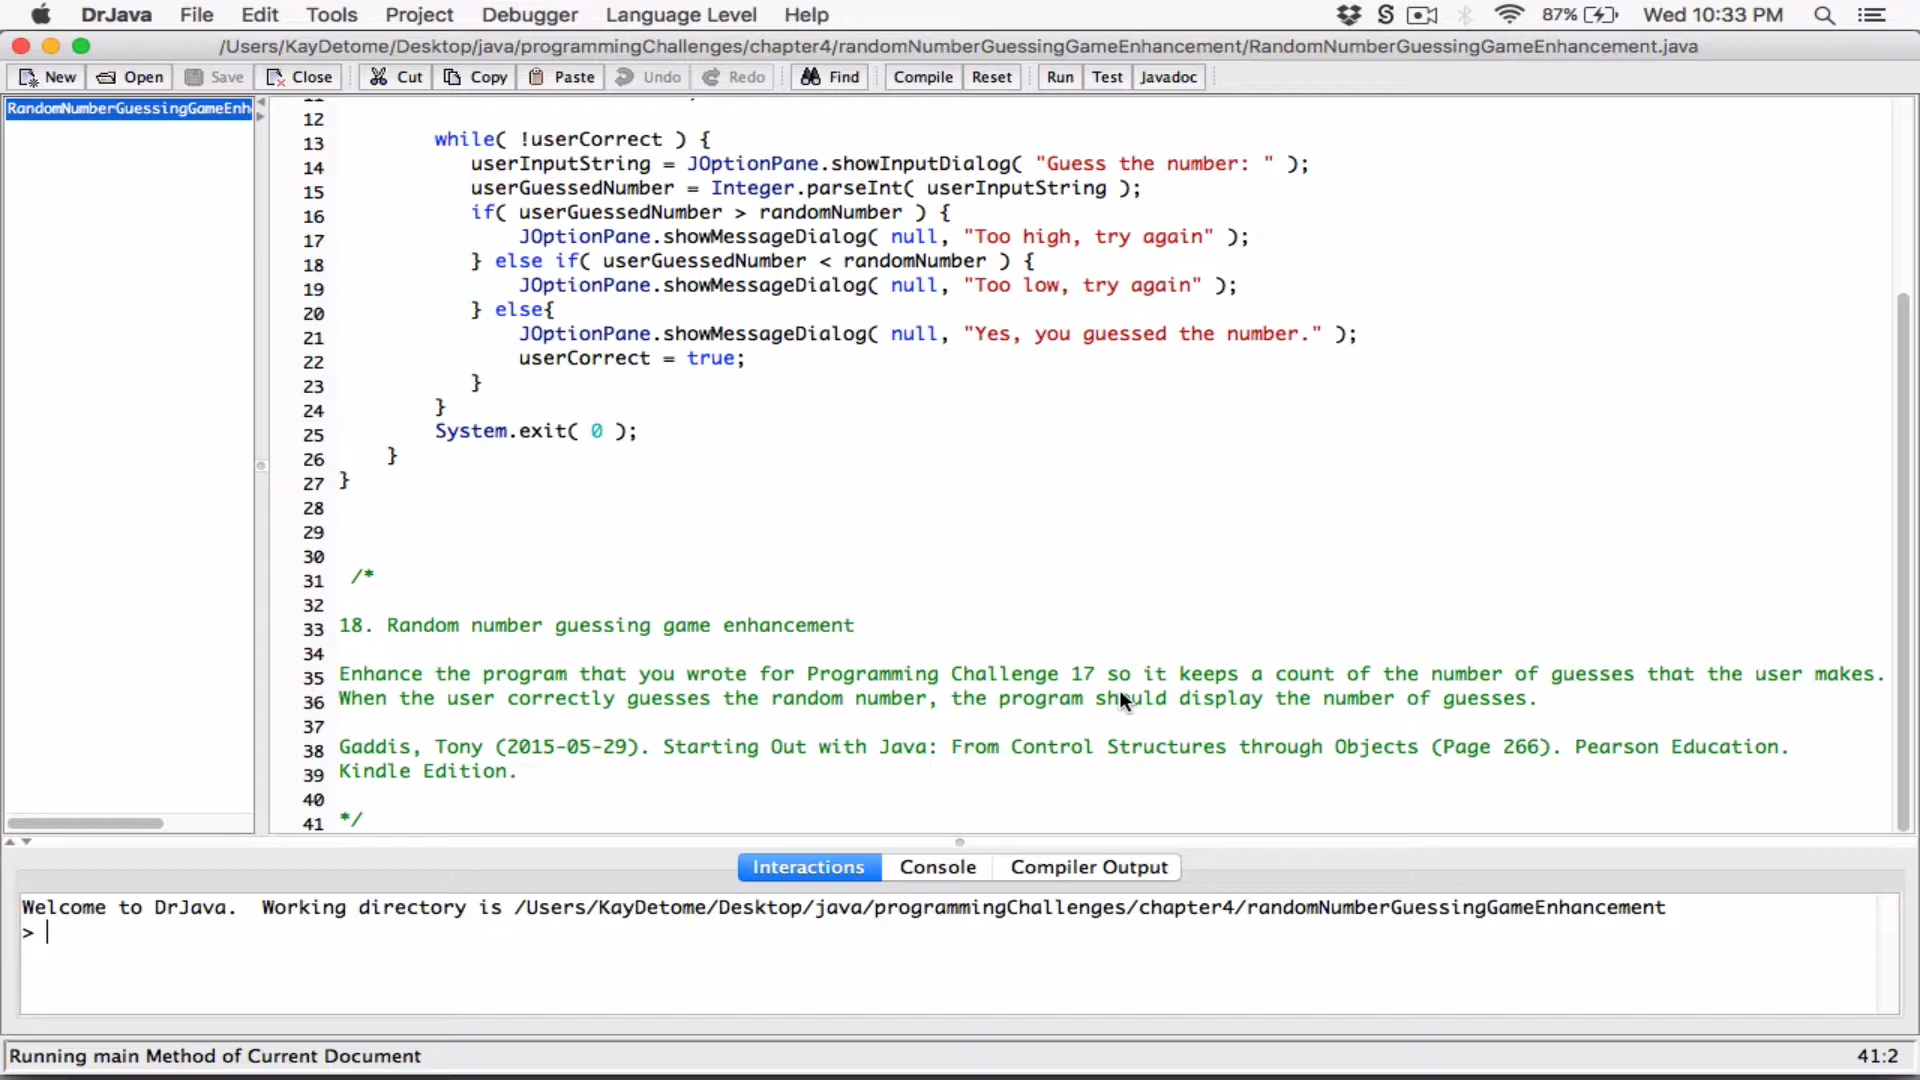 DrJava File Edit Tools Project Debugger Language Level Help 87% Wed 10:33 PM
/Users/KayDetome/Desktop/java/programmingChallenges/chapter4/randomNumberGuessingGameEnhancement/RandomNumberGuessingGameEnhancement.java
New Open Save Close Cut Copy Paste Undo Redo Find Compile Reset Run Test Javadoc
RandomNumberGuessingGameEnh
12
13 while( !userCorrect ) {
14 userInputString = JOptionPane.showInputDialog( "Guess the number: " );
15 userGuessedNumber = Integer.parseInt( userInputString );
16 if( userGuessedNumber > randomNumber ) {
17 JOptionPane.showMessageDialog( null, "Too high, try again" );
18 } else if( userGuessedNumber < randomNumber ) {
19 JOptionPane.showMessageDialog( null, "Too low, try again" );
20 } else{
21 JOptionPane.showMessageDialog( null, "Yes, you guessed the number." );
22 userCorrect = true;
23 }
24 }
25 System.exit( 0 );
26 }
27 }
28
29
30
31 /*
32
33 18. Random number guessing game enhancement
34
35 Enhance the program that you wrote for Programming Challenge 17 so it keeps a count of the number of guesses that the user makes.
36 When the user correctly guesses the random number, the program should display the number of guesses.
37
38 Gaddis, Tony (2015-05-29). Starting Out with Java: From Control Structures through Objects (Page 266). Pearson Education.
39 Kindle Edition.
40
41 */
Interactions Console Compiler Output
Welcome to DrJava. Working directory is /Users/KayDetome/Desktop/java/programmingChallenges/chapter4/randomNumberGuessingGameEnhancement
>
Running main Method of Current Document 41:2